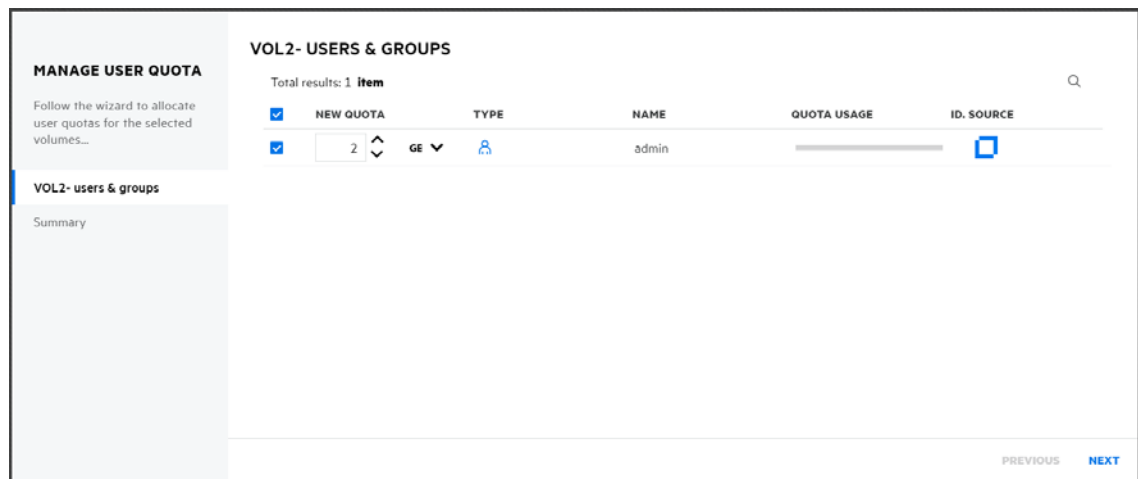 MANAGE USER QUOTA
Follow the wizard to allocate
user quotas for the selected
volumes...
VOL2- users & groups
Summary
VOL2- USERS & GROUPS
Total results: 1 item
NEW QUOTA TYPE NAME QUOTA USAGE ID. SOURCE
2 GE admin
PREVIOUS NEXT